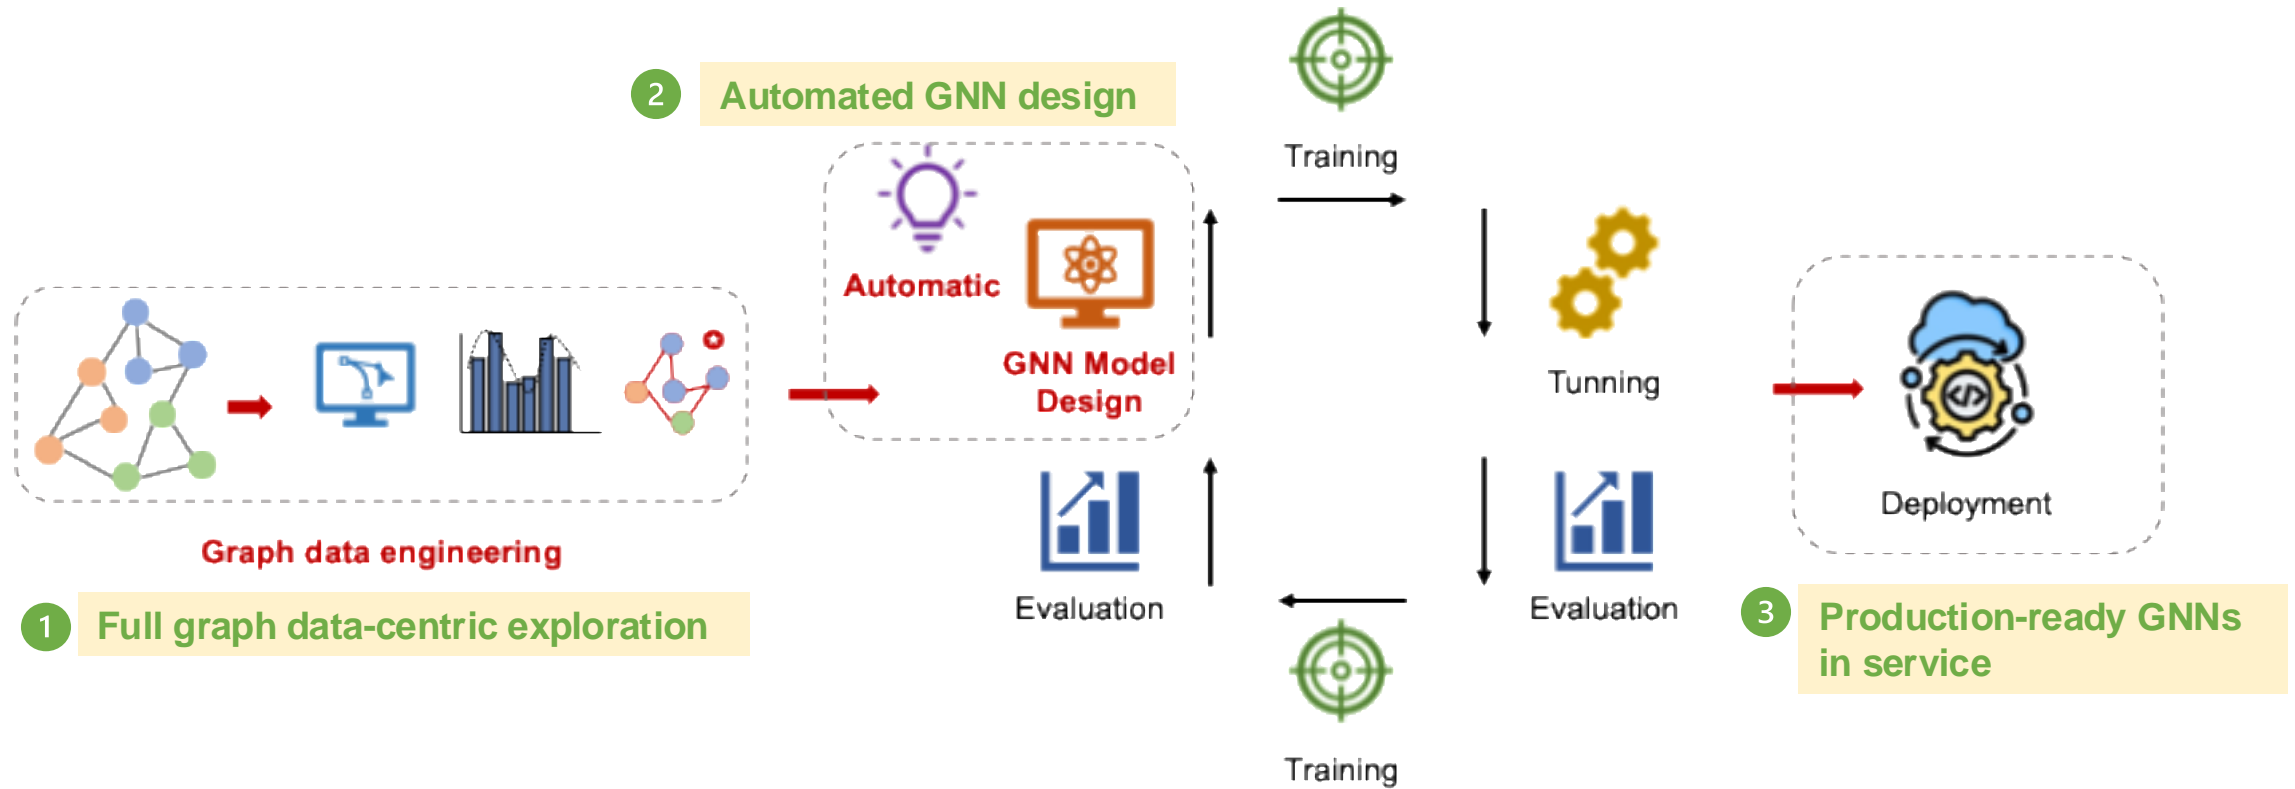 2
Automated GNN design
Training
Automatic
GNN Model
Design
Tunning
Deployment
Graph data engineering
Evaluation
Evaluation
1
Full graph data-centric exploration
3
Production-ready GNNs
in service
Training